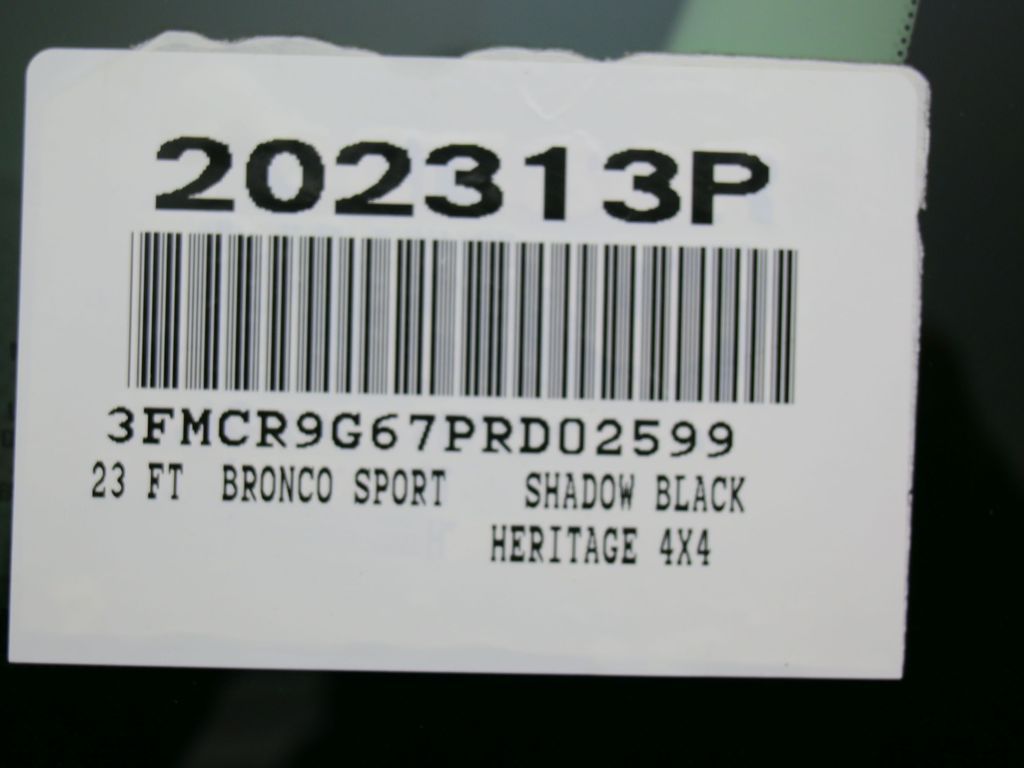 202313P
3FMCR9G67PRD02599
23 FT BRONCO SPORT SHADOW BLACK
HERITAGE 4X4